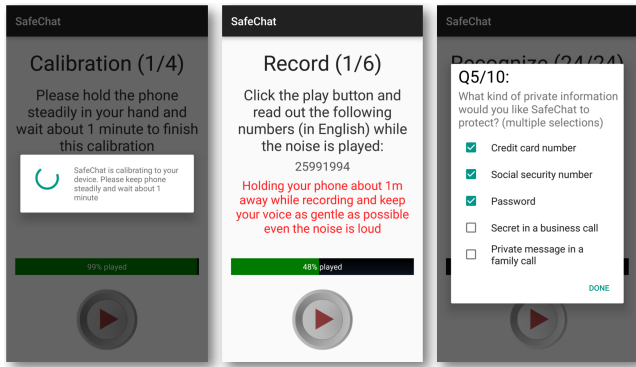 SafeChat
Calibration (1/4)
Please hold the phone
steadily in your hand and
wait about 1 minute to finish
this calibration
SafeChat is calibrating to your
device. Please keep phone
steadily and wait about 1
minute
99% played
SafeChat
Record (1/6)
Click the play button and
read out the following
numbers (in English) while
the noise is played:
25991994
Holding your phone about 1m
away while recording and keep
your voice as gentle as possible
even the noise is loud
48% played
SafeChat
Recognize (24/24)
Q5/10:
What kind of private information
would you like SafeChat to
protect? (multiple selections)
Credit card number
Social security number
Password
Secret in a business call
Private message in a
family call
DONE